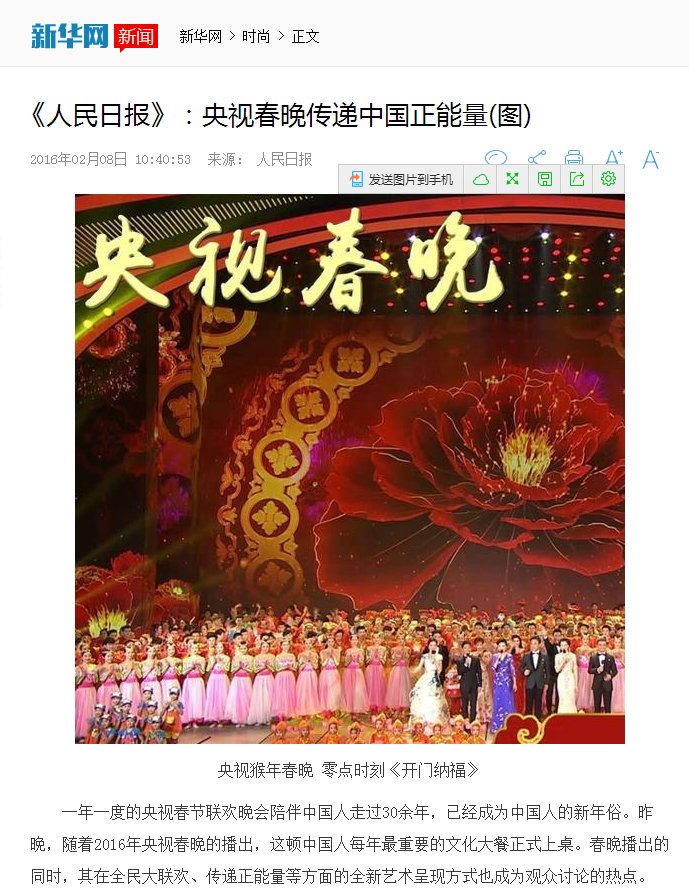 新华网 新闻 新华网 > 时尚 > 正文
《人民日报》：央视春晚传递中国正能量(图)
2016年02月08日 10:40:53 来源： 人民日报
A+ A-
发送图片到手机
央视春晚
央视猴年春晚 零点时刻《开门纳福》
一年一度的央视春节联欢晚会陪伴中国人走过30余年，已经成为中国人的新年俗。昨
晚，随着2016年央视春晚的播出，这顿中国人每年最重要的文化大餐正式上桌。春晚播出的
同时，其在全民大联欢、传递正能量等方面的全新艺术呈现方式也成为观众讨论的热点。